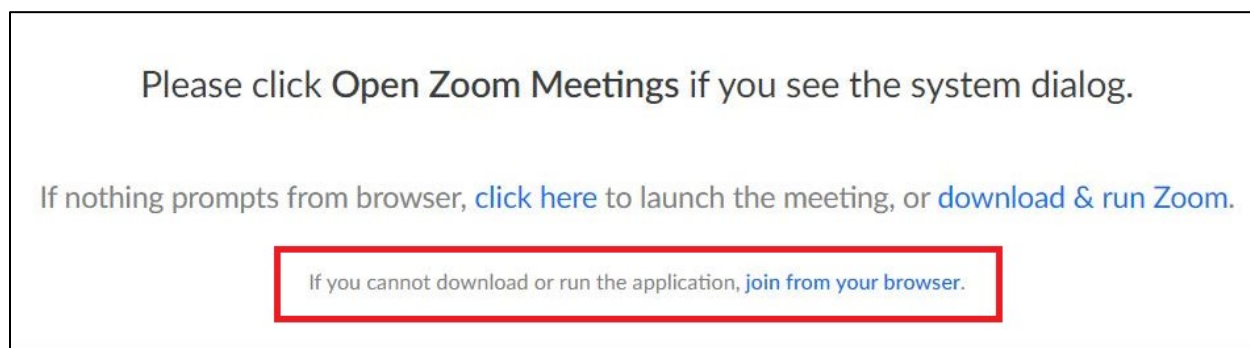 Please click Open Zoom Meetings if you see the system dialog.
If nothing prompts from browser, click here to launch the meeting, or download & run Zoom.
If you cannot download or run the application, join from your browser.